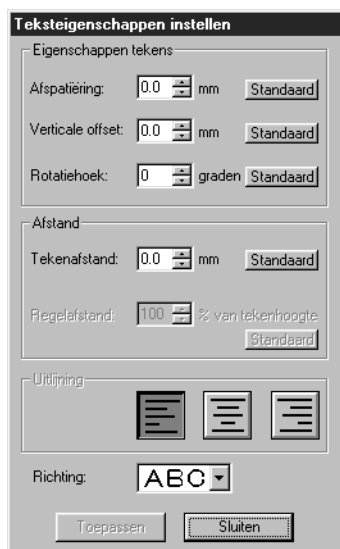 Teksteigenschappen instellen
Eigenschappen tekens
Afspatiëring: 0.0 mm Standaard
Verticale offset: 0.0 mm Standaard
Rotatiehoek: 0 graden Standaard
Afstand
Tekenafstand: 0.0 mm Standaard
Regelafstand: 100 % van tekenhoogte
Standaard
Uitlijning
Richting: ABC
Toepassen Sluiten